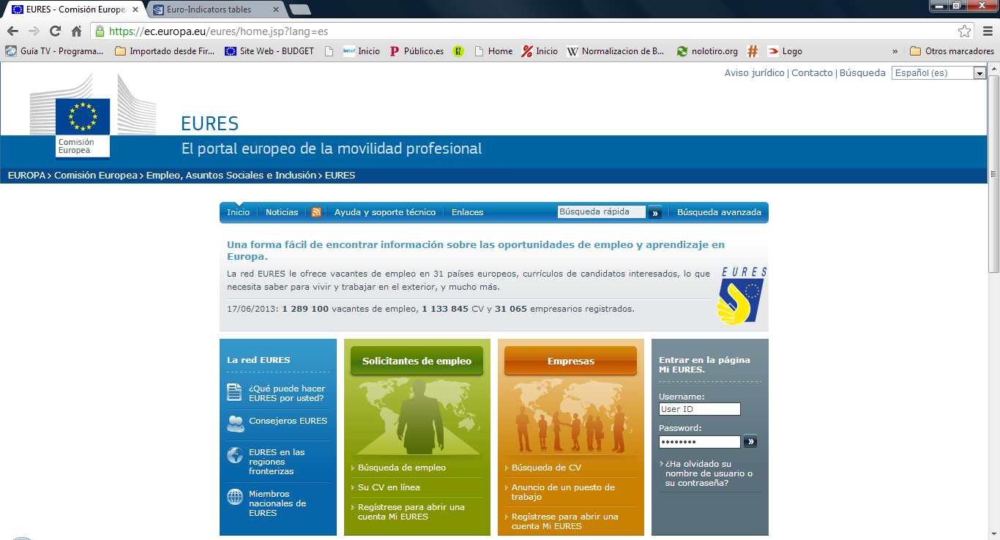 EURES - Comisión Europe
Euro-Indicators tables
https://ec.europa.eu/eures/home.jsp?lang=es
Guía TV - Programa...
Importado desde Fir...
Site Web - BUDGET
intef Inicio
Público.es
Home
Inicio
W Normalizacion de B...
nolotiro.org
#
Logo
»
Otros marcadores
Aviso jurídico | Contacto | Búsqueda
Español (es)
Comisión
Europea
EURES
El portal europeo de la movilidad profesional
EUROPA > Comisión Europea > Empleo, Asuntos Sociales e Inclusión > EURES
Inicio
Noticias
Ayuda y soporte técnico
Enlaces
Búsqueda rápida
»
Búsqueda avanzada
Una forma fácil de encontrar información sobre las oportunidades de empleo y aprendizaje en
Europa.
La red EURES le ofrece vacantes de empleo en 31 países europeos, currículos de candidatos interesados, lo que
necesita saber para vivir y trabajar en el exterior, y mucho más.
17/06/2013: 1 289 100 vacantes de empleo, 1 133 845 CV y 31 065 empresarios registrados.
EURES
La red EURES
¿Qué puede hacer
EURES por usted?
Consejeros EURES
EURES en las
regiones
fronterizas
Miembros
nacionales de
EURES
Solicitantes de empleo
Búsqueda de empleo
Su CV en línea
Regístrese para abrir una
cuenta Mi EURES
Empresas
Búsqueda de CV
Anuncio de un puesto de
trabajo
Regístrese para abrir una
cuenta Mi EURES
Entrar en la página
Mi EURES.
Username:
User ID
Password:
••••••••
»
¿Ha olvidado su
nombre de usuario o
su contraseña?